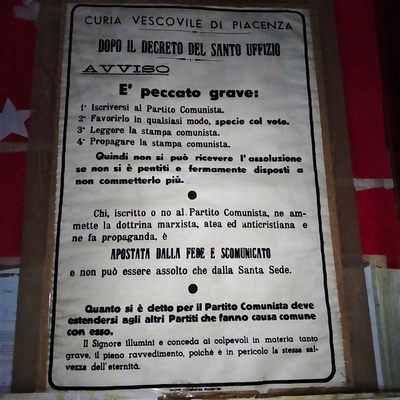 CURIA VESCOVILE DI PIACENZA
DOPO IL DECRETO DEL SANTO UFFIZIO
AVVISO
E' peccato grave:
1° Iscriversi al Partito Comunista.
2° Favorirlo in qualsiasi modo, specie col voto.
3° Leggere la stampa comunista.
4° Propagare la stampa comunista.
Quindi non si può ricevere l'assoluzione
se non si è pentiti e fermamente disposti a
non commetterlo più.
Chi, iscritto o no al Partito Comunista, ne am-
mette la dottrina marxista, atea ed anticristiana e
ne fa propaganda, è
APOSTATA DALLA FEDE E SCOMUNICATO
e non può essere assolto che dalla Santa Sede.
Quanto si è detto per il Partito Comunista deve
estendersi agli altri Partiti che fanno causa comune
con esso.
Il Signore illumini e conceda ai colpevoli in materia tanto
grave, il pieno ravvedimento, poichè è in pericolo la stessa sal-
vezza dell'eternità.